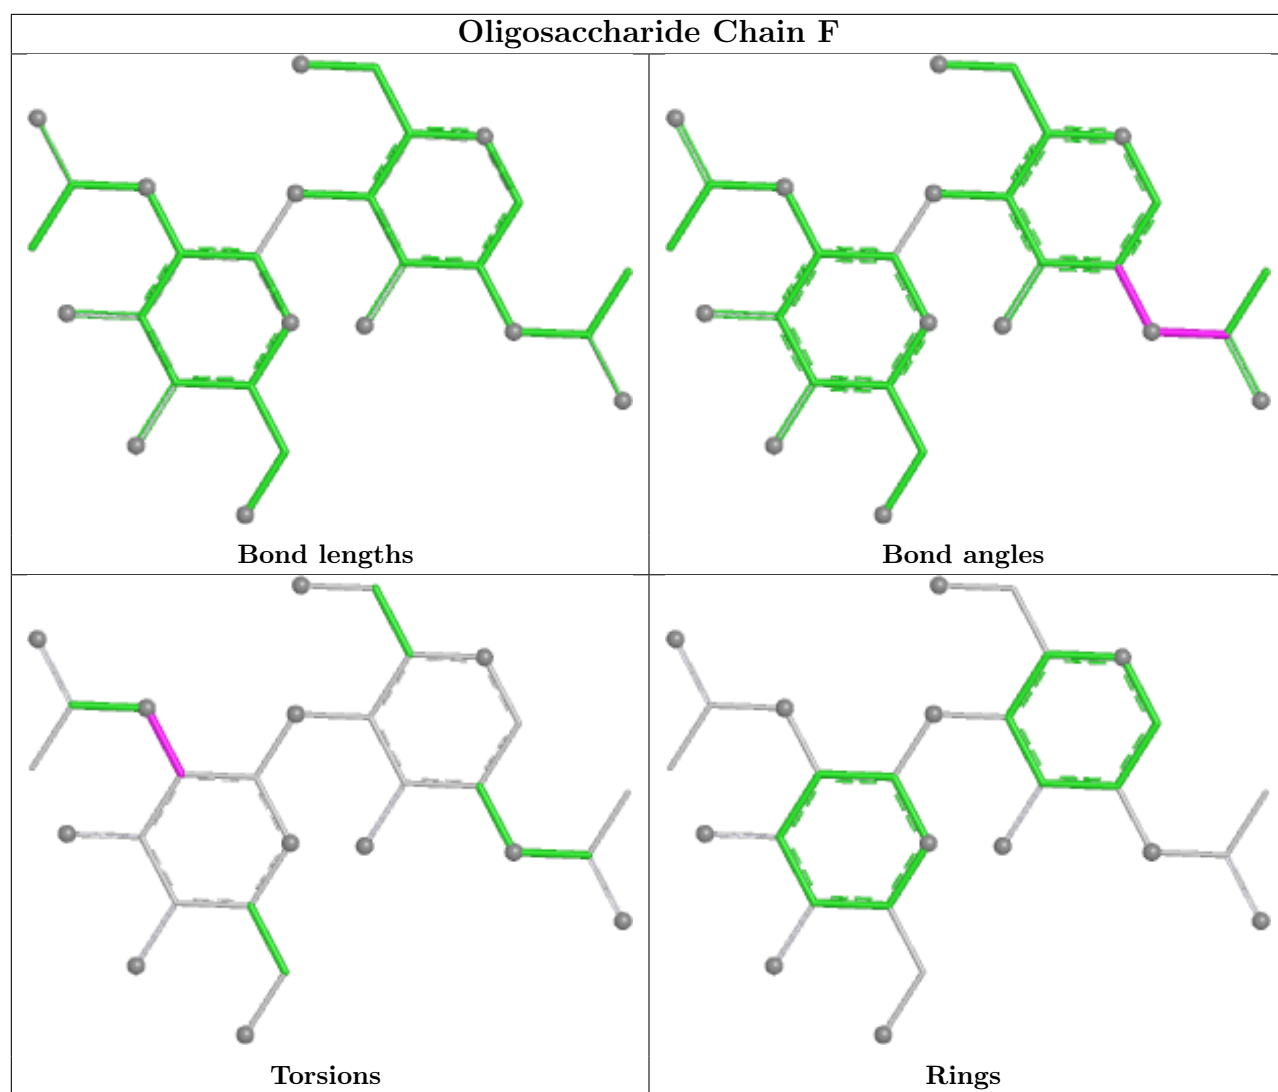 Oligosaccharide Chain F
Bond lengths
Bond angles
Torsions
Rings